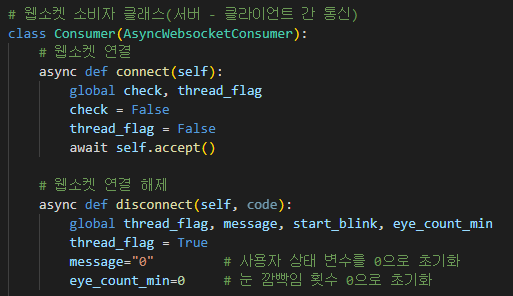 # 웹소켓 소비자 클래스(서버 - 클라이언트 간 통신)
class Consumer(AsyncWebsocketConsumer):
    # 웹소켓 연결
    async def connect(self):
        global check, thread_flag
        check = False
        thread_flag = False
        await self.accept()

    # 웹소켓 연결 해제
    async def disconnect(self, code):
        global thread_flag, message, start_blink, eye_count_min
        thread_flag = True
        message="0"         # 사용자 상태 변수를 0으로 초기화
        eye_count_min=0     # 눈 깜빡임 횟수 0으로 초기화